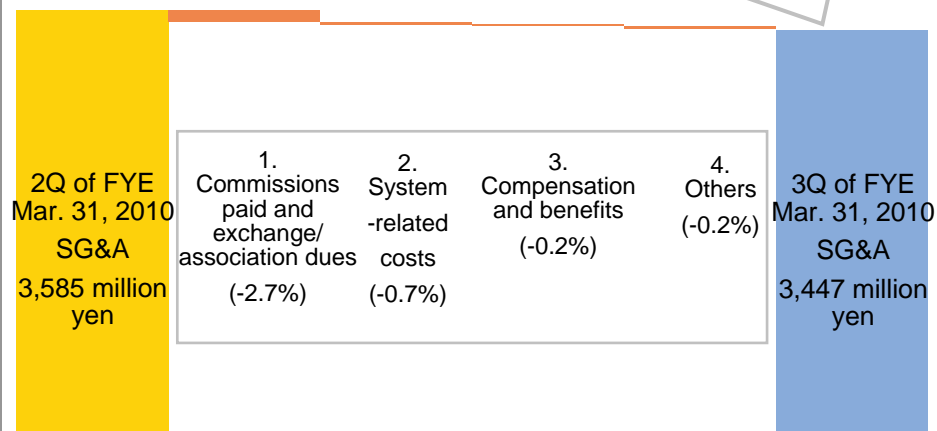 2Q of FYE
Mar. 31, 2010
SG&A
3,585 million
yen
1.
Commissions
paid and
exchange/
association dues
(-2.7%)
2.
System
-related
costs
(-0.7%)
3.
Compensation
and benefits
(-0.2%)
4.
Others
(-0.2%)
3Q of FYE
Mar. 31, 2010
SG&A
3,447 million
yen